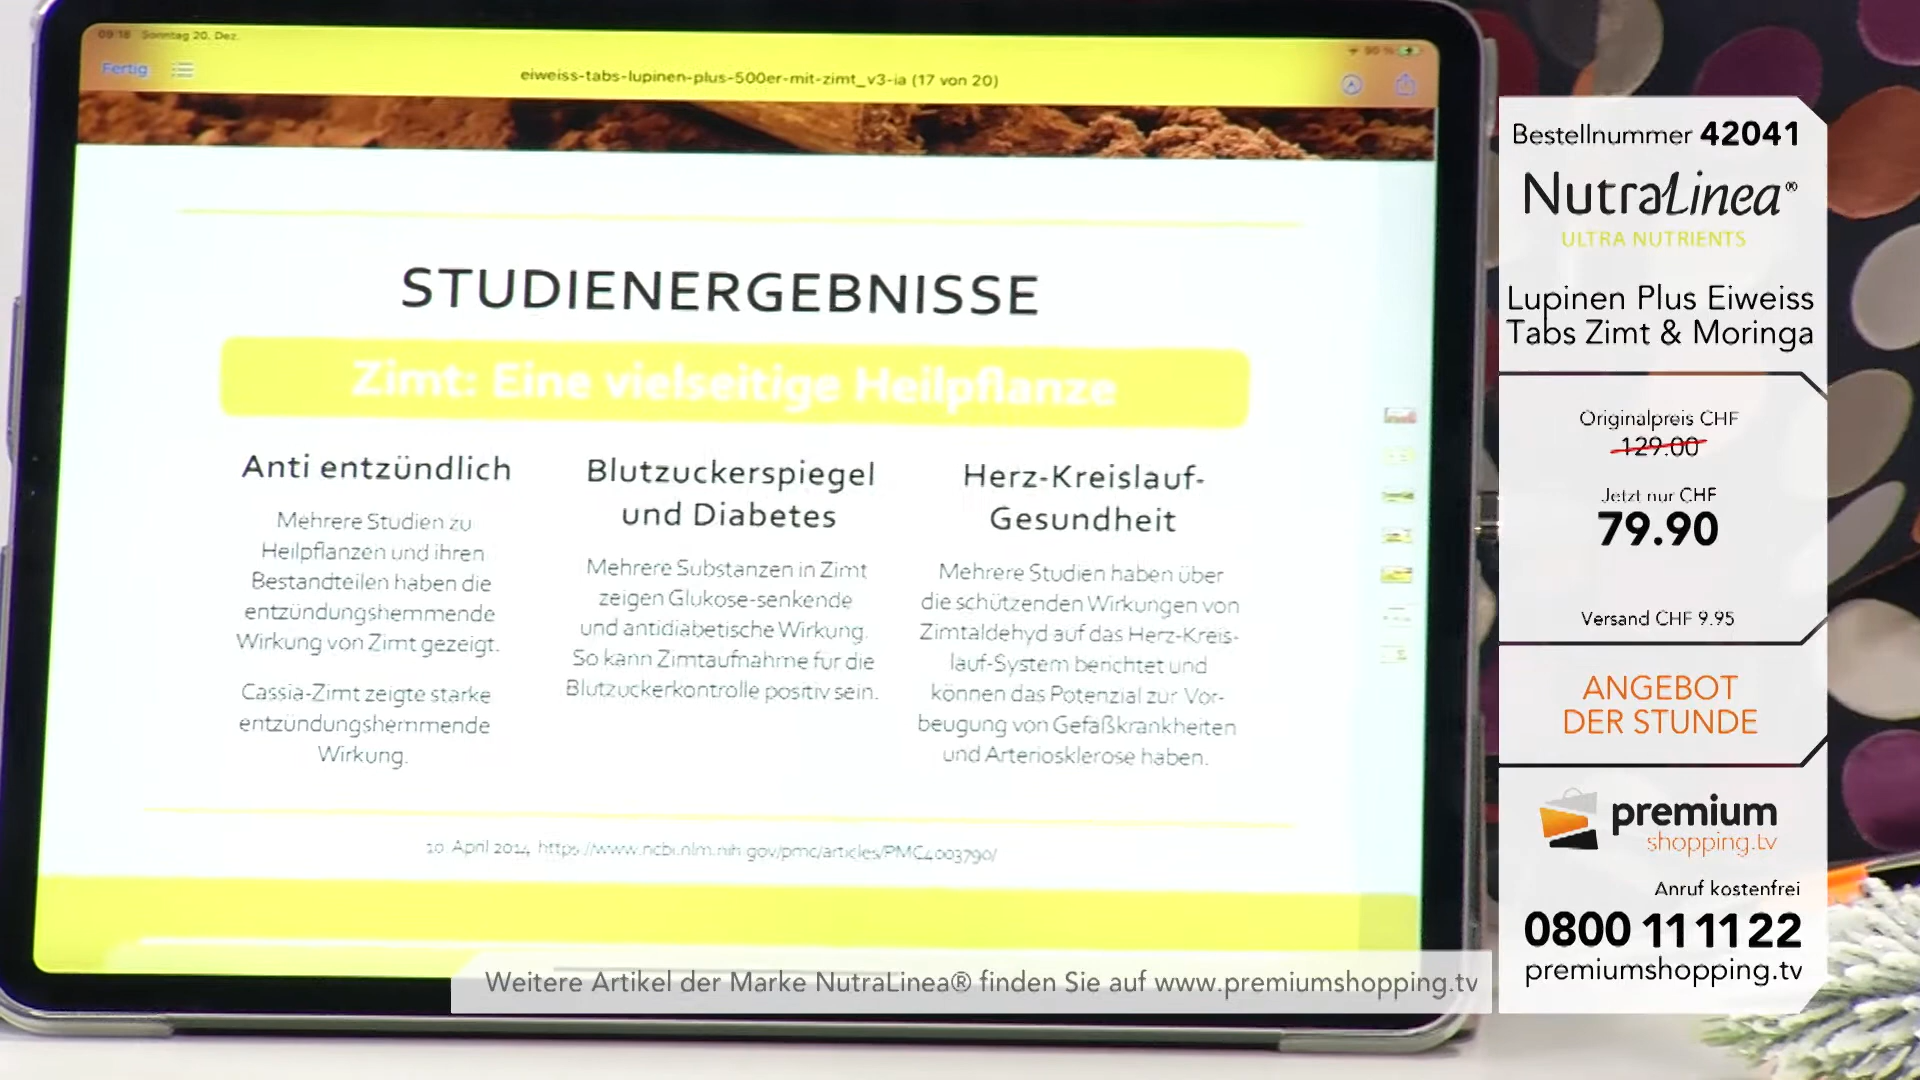 09:18 Sonntag 20. Dez.
90 %
Fertig
eiweiss-tabs-lupinen-plus-500er-mit-zimt_v3-ia (17 von 20)
STUDIENERGEBNISSE
Zimt: Eine vielseitige Heilpflanze
Anti entzündlich
Mehrere Studien zu
Heilpflanzen und ihren
Bestandteilen haben die
entzündungshemmende
Wirkung von Zimt gezeigt.
Cassia-Zimt zeigte starke
entzündungshemmende
Wirkung.
Blutzuckerspiegel
und Diabetes
Mehrere Substanzen in Zimt
zeigen Glukose-senkende
und antidiabetische Wirkung.
So kann Zimtaufnahme für die
Blutzuckerkontrolle positiv sein.
Herz-Kreislauf-
Gesundheit
Mehrere Studien haben über
die schützenden Wirkungen von
Zimtaldehyd auf das Herz-Kreis-
lauf-System berichtet und
können das Potenzial zur Vor-
beugung von Gefäßkrankheiten
und Arteriosklerose haben.
10. April 2014, https://www.ncbi.nlm.nih.gov/pmc/articles/PMC4003790/
Bestellnummer 42041
NutraLinea®
ULTRA NUTRIENTS
Lupinen Plus Eiweiss
Tabs Zimt & Moringa
Originalpreis CHF
129.00
Jetzt nur CHF
79.90
Versand CHF 9.95
ANGEBOT
DER STUNDE
premium
shopping.tv
Anruf kostenfrei
0800 11 11 22
premiumshopping.tv
Weitere Artikel der Marke NutraLinea® finden Sie auf www.premiumshopping.tv